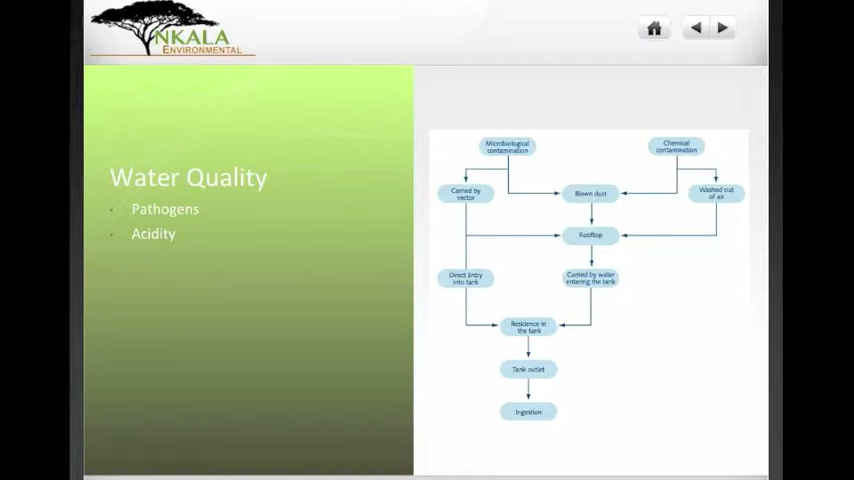 NKALA
ENVIRONMENTAL
Water Quality
Pathogens
Acidity
Microbiological
contamination
Chemical
contamination
Carried by
vector
Blown dust
Washed out
of air
Rooftop
Direct Entry
into tank
Carried by water
entering the tank
Residence in
the tank
Tank outlet
Ingestion